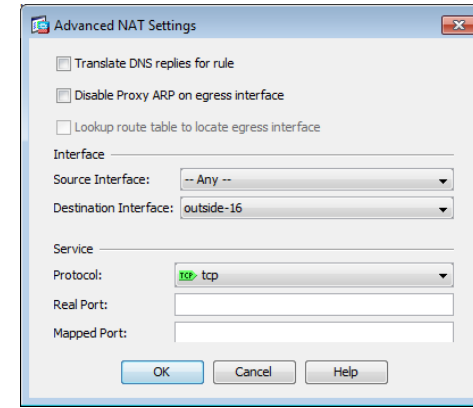 Advanced NAT Settings
Translate DNS replies for rule
Disable Proxy ARP on egress interface
Lookup route table to locate egress interface
Interface
Source Interface: -- Any --
Destination Interface: outside-16
Service
Protocol: TCP tcp
Real Port:
Mapped Port:
OK Cancel Help